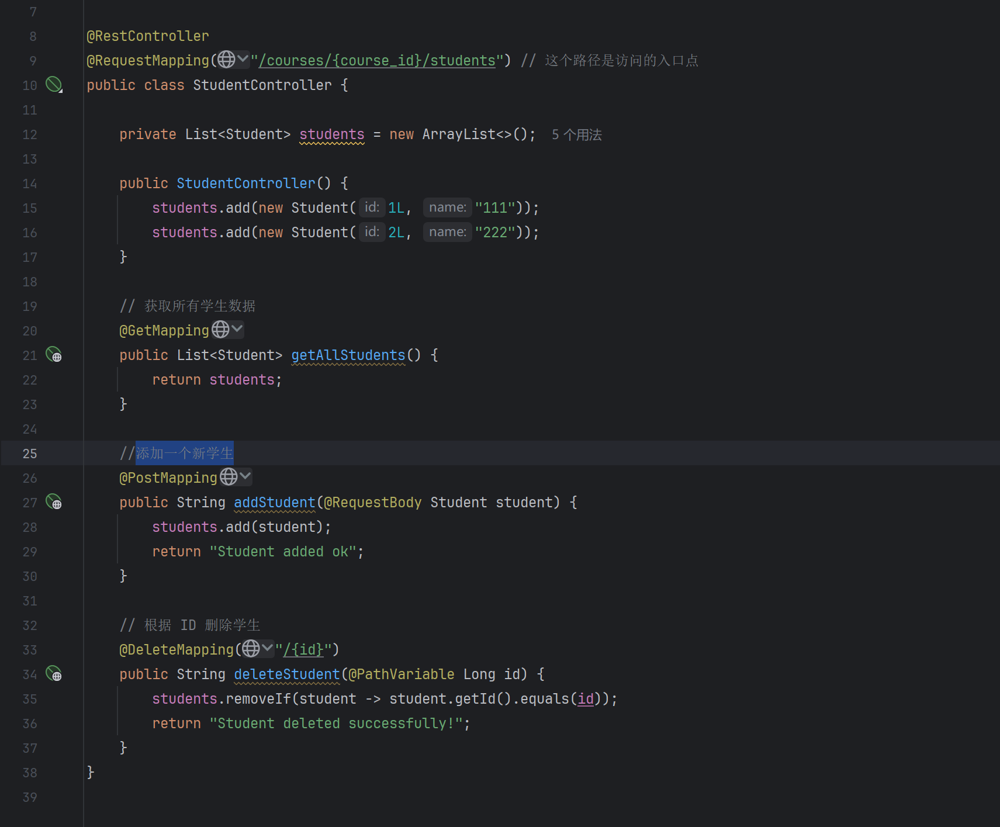 7
8 @RestController
9 @RequestMapping("/courses/{course_id}/students") // 这个路径是访问的入口点
10 public class StudentController {
11
12 private List<Student> students = new ArrayList<>(); 5 个用法
13
14 public StudentController() {
15 students.add(new Student( id: 1L, name: "111"));
16 students.add(new Student( id: 2L, name: "222"));
17 }
18
19 // 获取所有学生数据
20 @GetMapping
21 public List<Student> getAllStudents() {
22 return students;
23 }
24
25 //添加一个新学生
26 @PostMapping
27 public String addStudent(@RequestBody Student student) {
28 students.add(student);
29 return "Student added ok";
30 }
31
32 // 根据 ID 删除学生
33 @DeleteMapping("/{id}")
34 public String deleteStudent(@PathVariable Long id) {
35 students.removeIf(student -> student.getId().equals(id));
36 return "Student deleted successfully!";
37 }
38 }
39